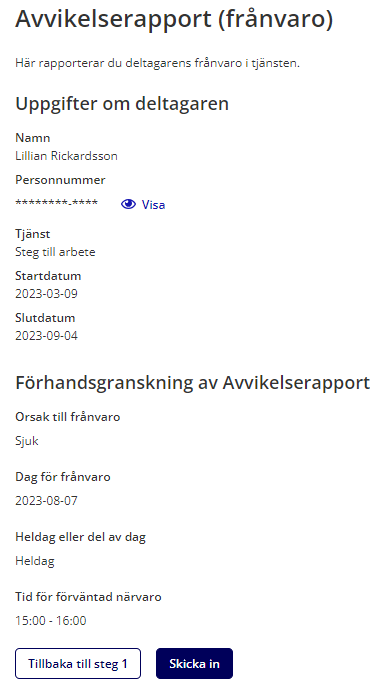 Avvikelserapport (frånvaro)
Här rapporterar du deltagarens frånvaro i tjänsten.
Uppgifter om deltagaren
Namn
Lillian Rickardsson
Personnummer
********-**** Visa
Tjänst
Steg till arbete
Startdatum
2023-03-09
Slutdatum
2023-09-04
Förhandsgranskning av Avvikelserapport
Orsak till frånvaro
Sjuk
Dag för frånvaro
2023-08-07
Heldag eller del av dag
Heldag
Tid för förväntad närvaro
15:00 - 16:00
Tillbaka till steg 1 Skicka in